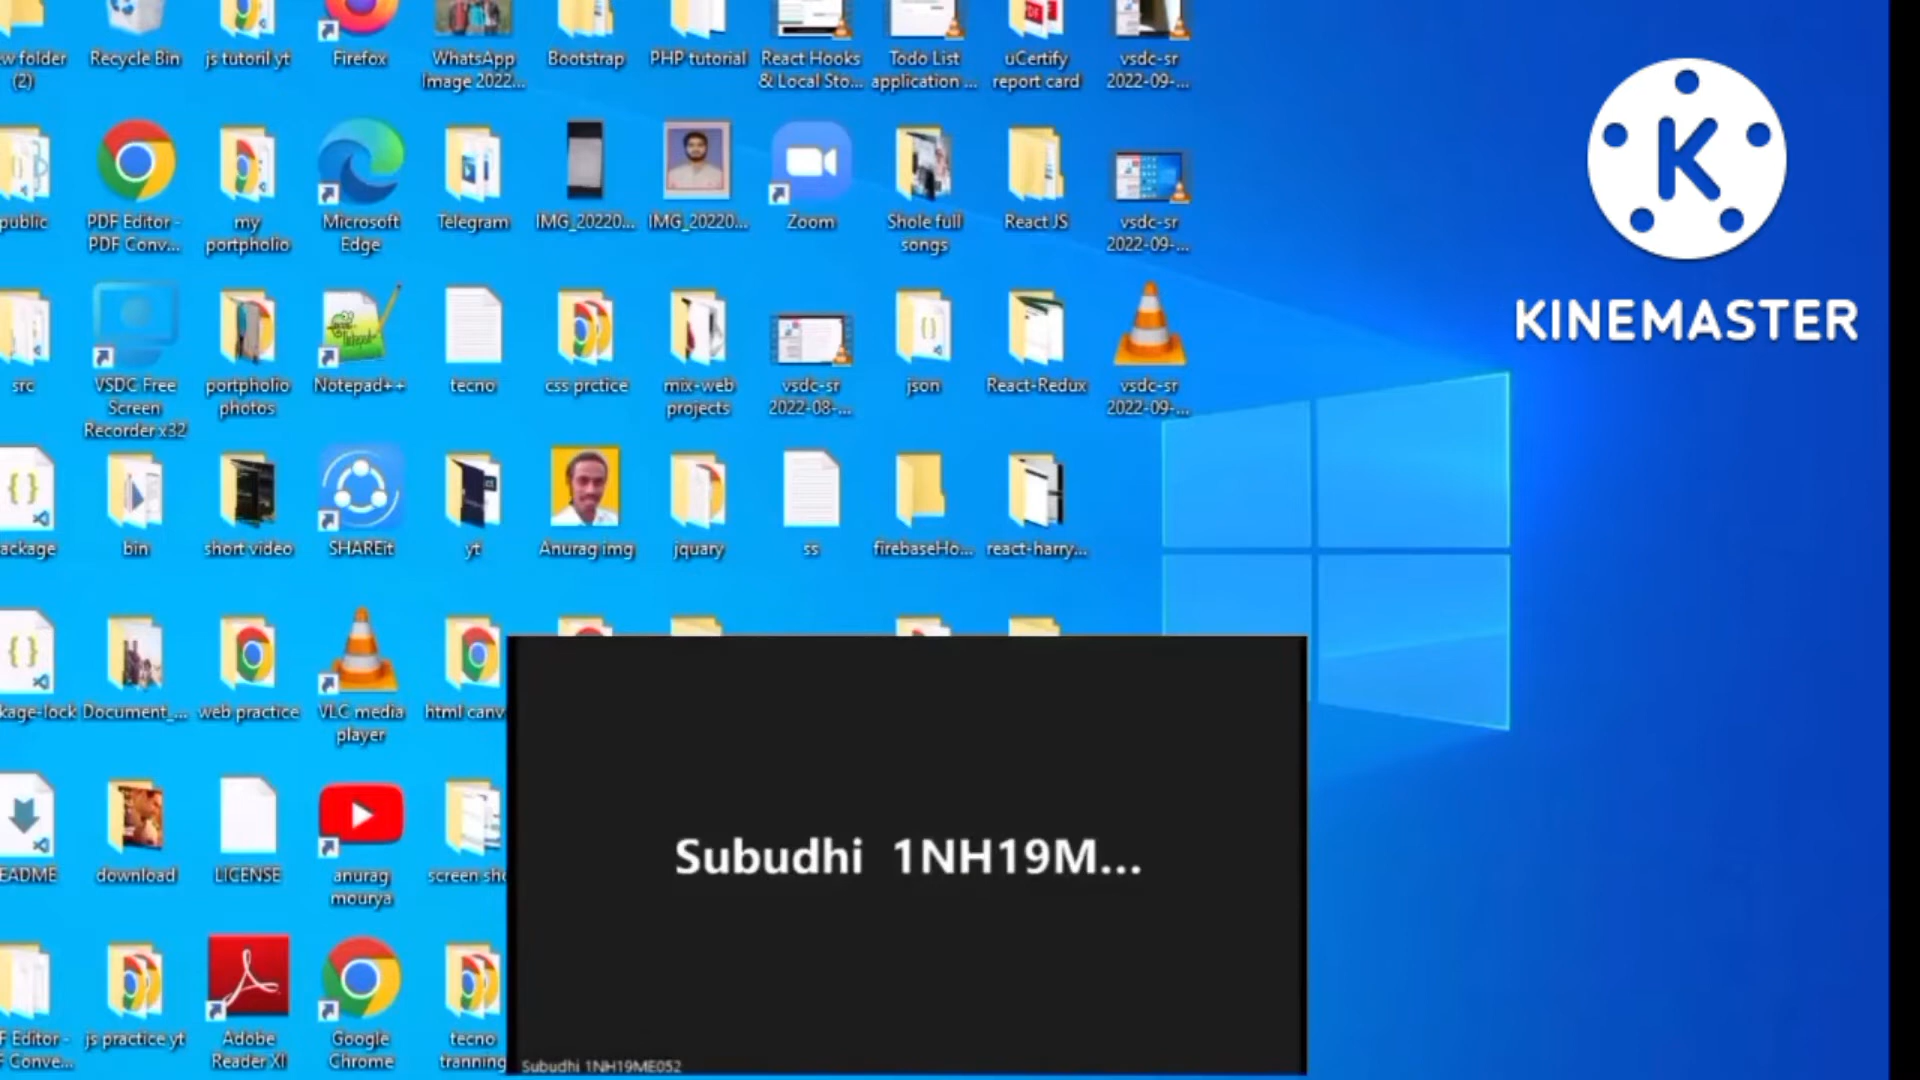 w folder
(2)
Recycle Bin
js tutoril yt
Firefox
WhatsApp
Image 2022...
Bootstrap
PHP tutorial
React Hooks
& Local Sto...
Todo List
application ...
uCertify
report card
vsdc-sr
2022-09-...
public
PDF Editor -
PDF Conv...
my
portpholio
Microsoft
Edge
Telegram
IMG_20220...
IMG_20220...
Zoom
Shole full
songs
React JS
vsdc-sr
2022-09-...
K
KINEMASTER
src
VSDC Free
Screen
Recorder x32
portpholio
photos
Notepad++
tecno
css prctice
mix-web
projects
vsdc-sr
2022-08-...
json
React-Redux
vsdc-sr
2022-09-...
ackage
bin
short video
SHAREit
yt
Anurag img
jquary
ss
firebaseHo...
react-harry...
kage-lock
Document_...
web practice
VLC media
player
html canv
EADME
download
LICENSE
anurag
mourya
screen sho
F Editor -
F Conve...
js practice yt
Adobe
Reader XI
Google
Chrome
tecno
tranning
Subudhi 1NH19M...
Subudhi 1NH19ME052